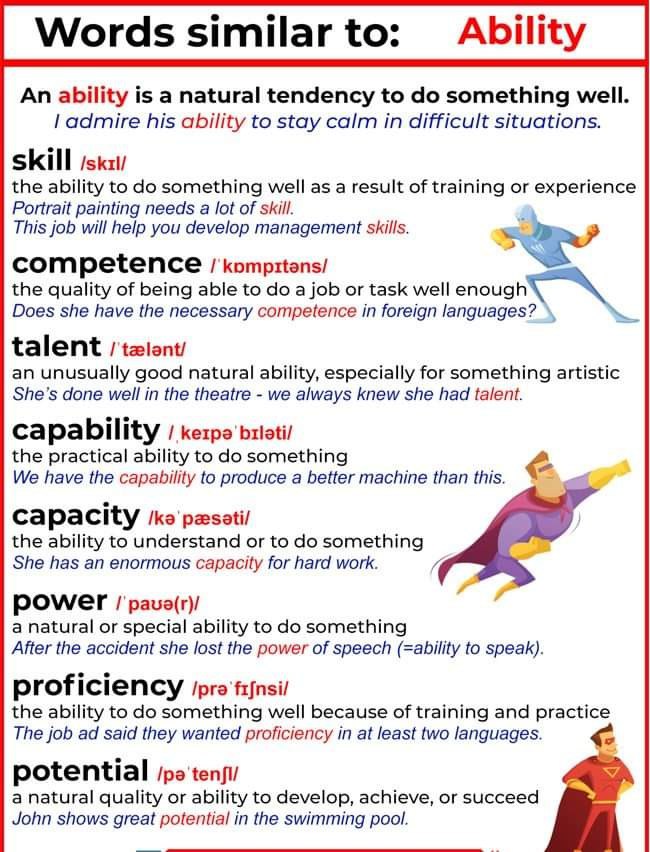 Words similar to: Ability
An ability is a natural tendency to do something well.
I admire his ability to stay calm in difficult situations.
skill /skɪl/
the ability to do something well as a result of training or experience
Portrait painting needs a lot of skill.
This job will help you develop management skills.
competence /ˈkɒmpɪtəns/
the quality of being able to do a job or task well enough
Does she have the necessary competence in foreign languages?
talent /ˈtælənt/
an unusually good natural ability, especially for something artistic
She's done well in the theatre - we always knew she had talent.
capability /ˌkeɪpəˈbɪləti/
the practical ability to do something
We have the capability to produce a better machine than this.
capacity /kəˈpæsəti/
the ability to understand or to do something
She has an enormous capacity for hard work.
power /ˈpaʊə(r)/
a natural or special ability to do something
After the accident she lost the power of speech (=ability to speak).
proficiency /prəˈfɪʃnsi/
the ability to do something well because of training and practice
The job ad said they wanted proficiency in at least two languages.
potential /pəˈtenʃl/
a natural quality or ability to develop, achieve, or succeed
John shows great potential in the swimming pool.